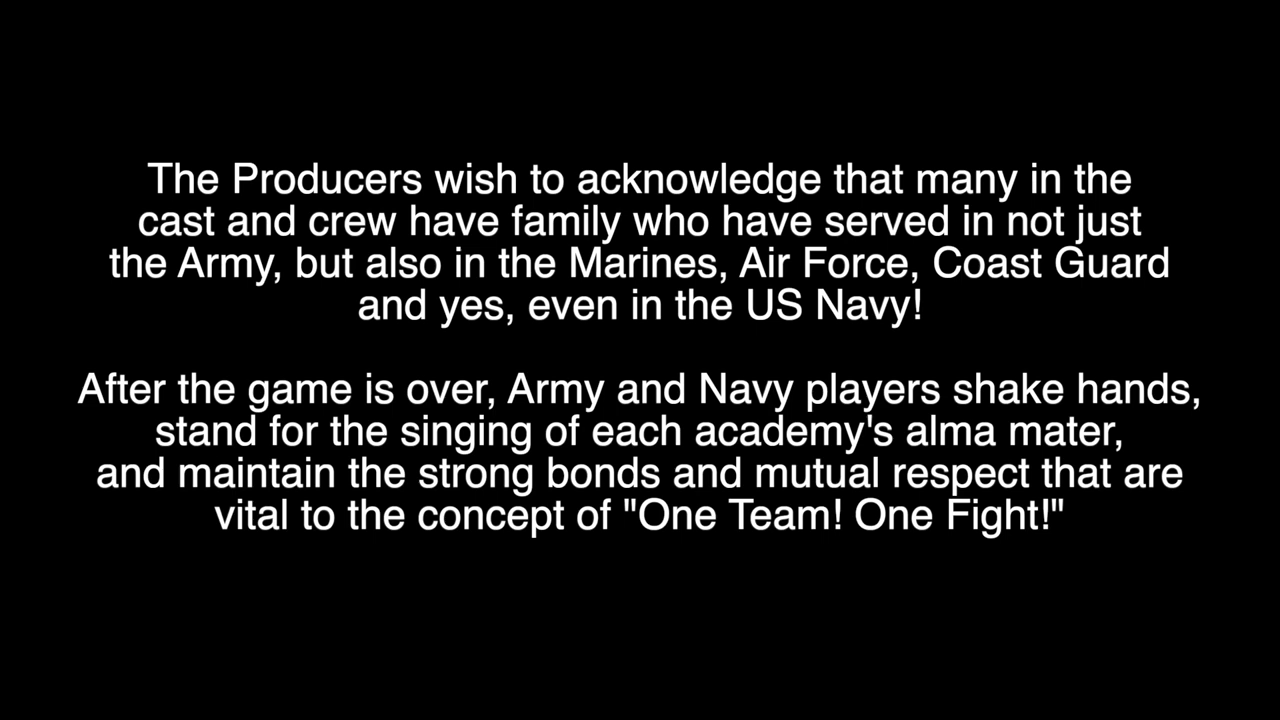 The Producers wish to acknowledge that many in the
cast and crew have family who have served in not just
the Army, but also in the Marines, Air Force, Coast Guard
and yes, even in the US Navy!
After the game is over, Army and Navy players shake hands,
stand for the singing of each academy's alma mater,
and maintain the strong bonds and mutual respect that are
vital to the concept of "One Team! One Fight!"